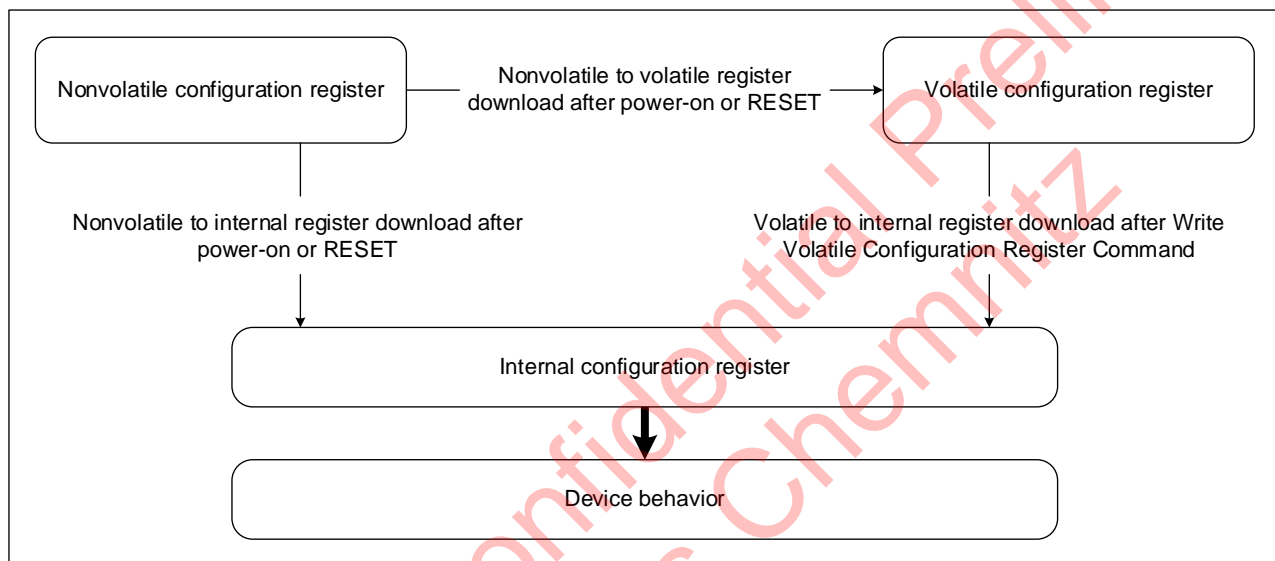 Nonvolatile configuration register
Nonvolatile to volatile register
download after power-on or RESET
Volatile configuration register
Nonvolatile to internal register download after
power-on or RESET
Volatile to internal register download after Write
Volatile Configuration Register Command
Internal configuration register
Device behavior
Chemnitz